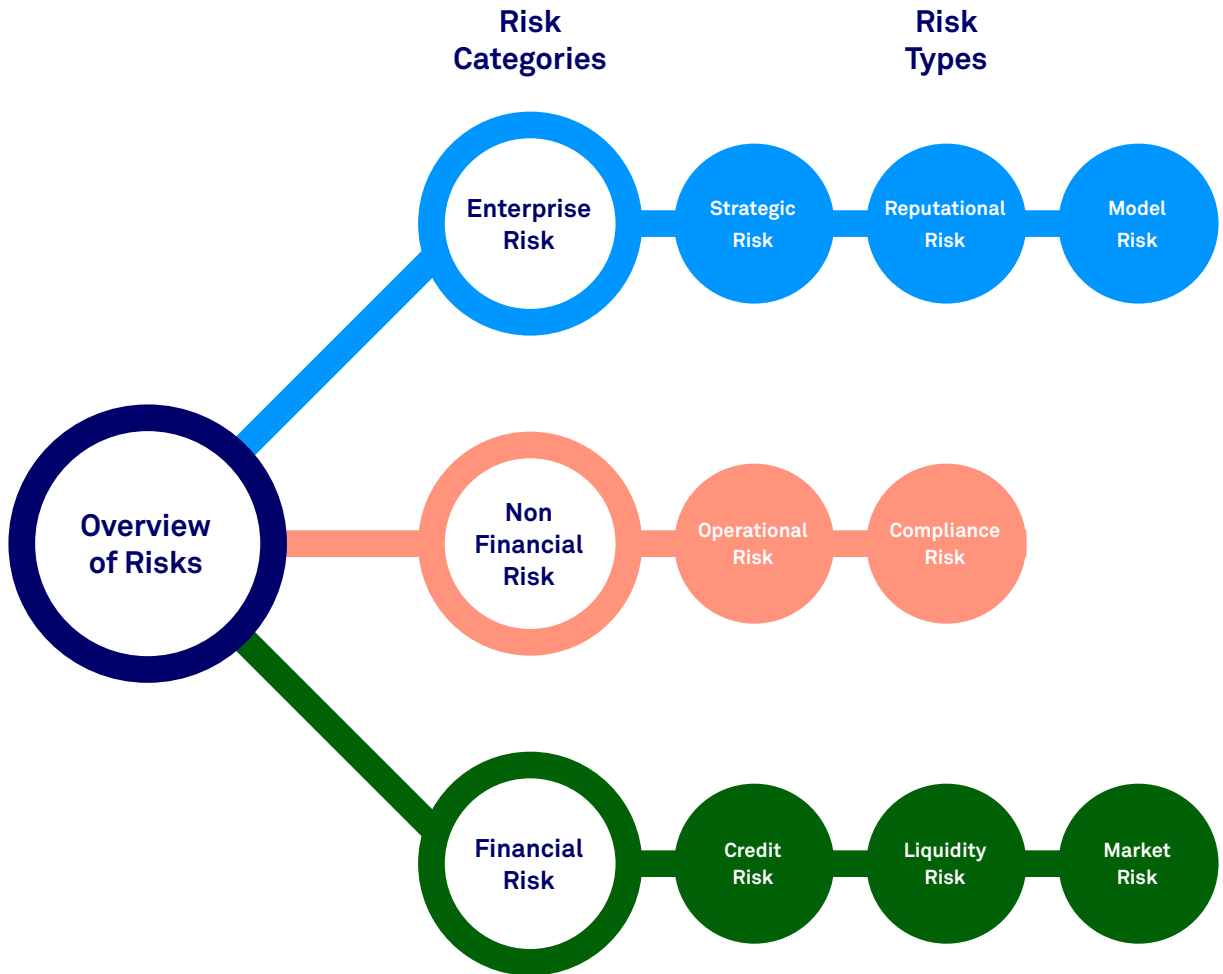 Risk
Categories
Risk
Types
Enterprise
Risk
Strategic
Risk
Reputational
Risk
Model
Risk
Overview
of Risks
Non
Financial
Risk
Operational
Risk
Compliance
Risk
Financial
Risk
Credit
Risk
Liquidity
Risk
Market
Risk